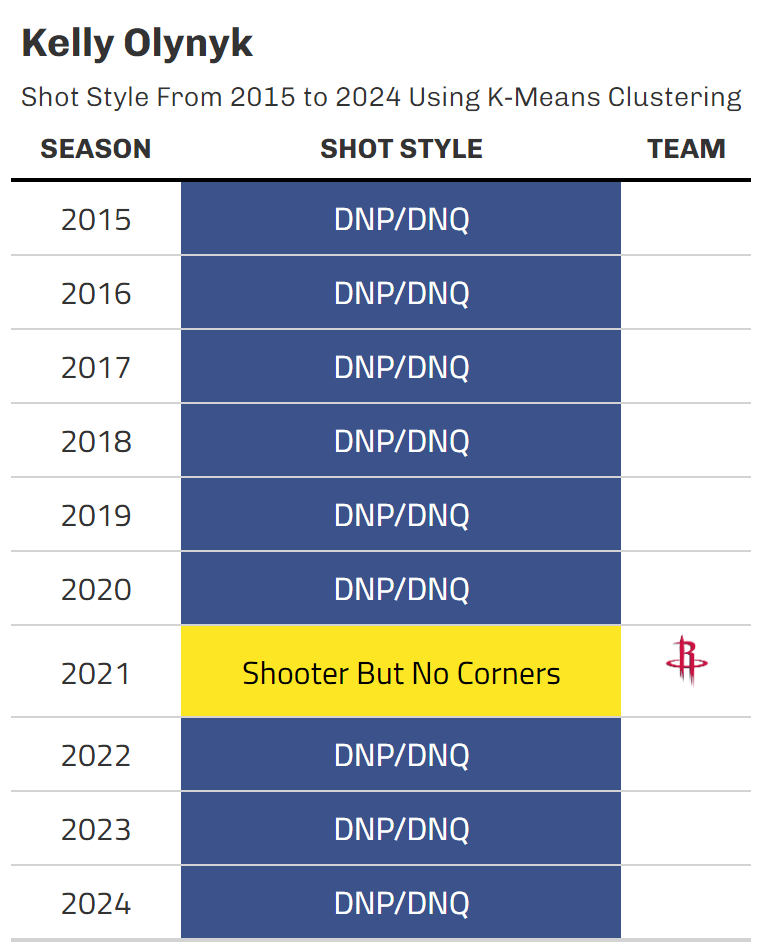 Kelly Olynyk
Shot Style From 2015 to 2024 Using K-Means Clustering
SEASON SHOT STYLE TEAM
2015 DNP/DNQ
2016 DNP/DNQ
2017 DNP/DNQ
2018 DNP/DNQ
2019 DNP/DNQ
2020 DNP/DNQ
2021 Shooter But No Corners R
2022 DNP/DNQ
2023 DNP/DNQ
2024 DNP/DNQ